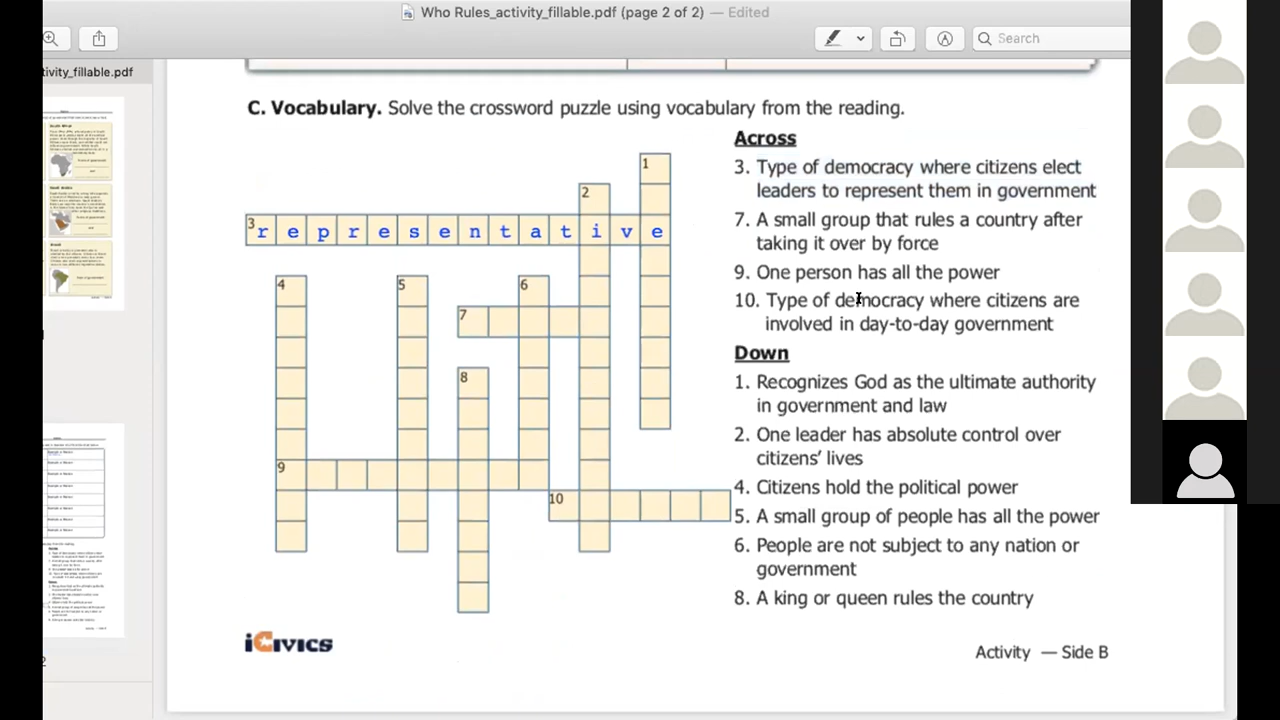 Who Rules_activity_fillable.pdf (page 2 of 2) — Edited
Search
tivity_fillable.pdf
C. Vocabulary. Solve the crossword puzzle using vocabulary from the reading.
1
2
3 r e p r e s e n t a t i v e
4
5
6
7
8
9
10
Across
3. Type of democracy where citizens elect
leaders to represent them in government
7. A small group that rules a country after
taking it over by force
9. One person has all the power
10. Type of democracy where citizens are
involved in day-to-day government
Down
1. Recognizes God as the ultimate authority
in government and law
2. One leader has absolute control over
citizens’ lives
4. Citizens hold the political power
5. A small group of people has all the power
6. People are not subject to any nation or
government
8. A king or queen rules the country
iCivics
Activity — Side B
2